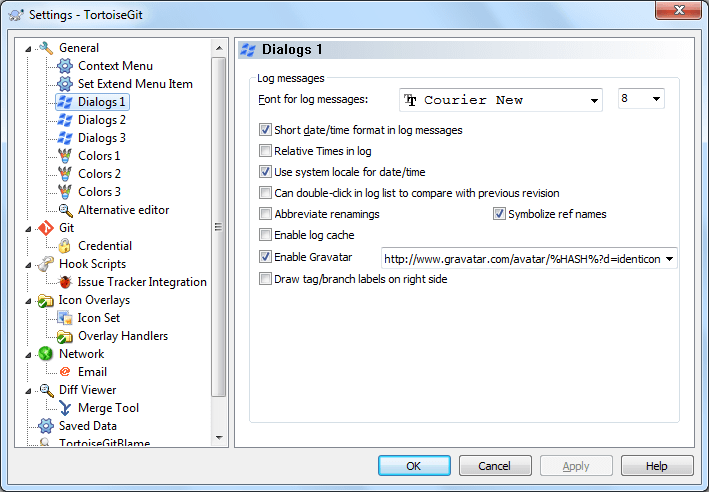 Settings - TortoiseGit
General
Context Menu
Set Extend Menu Item
Dialogs 1
Dialogs 2
Dialogs 3
Colors 1
Colors 2
Colors 3
Alternative editor
Git
Credential
Hook Scripts
Issue Tracker Integration
Icon Overlays
Icon Set
Overlay Handlers
Network
Email
Diff Viewer
Merge Tool
Saved Data
TortoiseGitBlame
Dialogs 1
Log messages
Font for log messages: Courier New 8
Short date/time format in log messages
Relative Times in log
Use system locale for date/time
Can double-click in log list to compare with previous revision
Abbreviate renamings Symbolize ref names
Enable log cache
Enable Gravatar http://www.gravatar.com/avatar/%HASH%?d=identicon
Draw tag/branch labels on right side
OK Cancel Apply Help